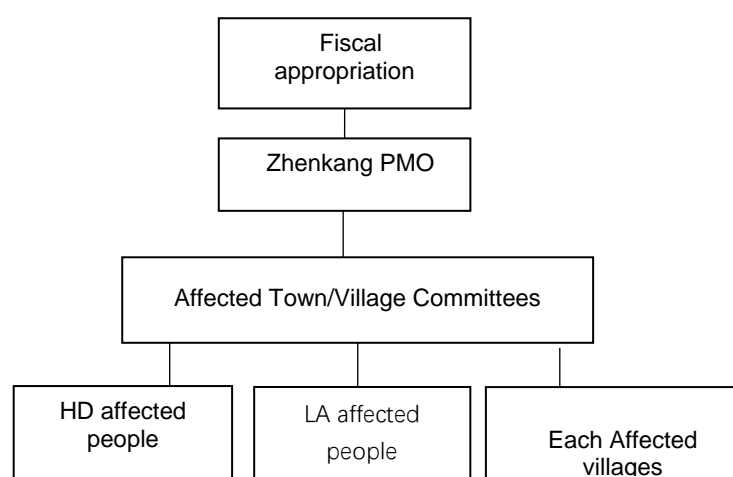 Fiscal
appropriation
Zhenkang PMO
Affected Town/Village Committees
HD affected
people
LA affected
people
Each Affected
villages